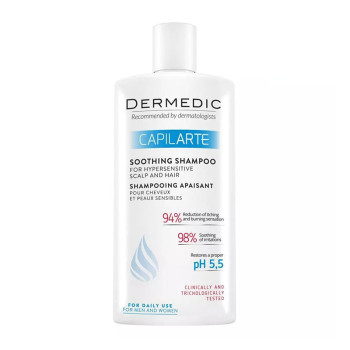 DERMEDIC
Recommended by dermatologists
CAPILARTE
SOOTHING SHAMPOO
FOR HYPERSENSITIVE
SCALP AND HAIR
SHAMPOOING APAISANT
POUR CHEVEUX
ET PEAUX SENSIBLES
94% Reduction of itching
and burning sensation
98% Soothing
of irritations
Restores a proper
pH 5,5
CLINICALLY AND
TRICHOLOGICALLY
TESTED
FOR DAILY USE
FOR MEN AND WOMEN